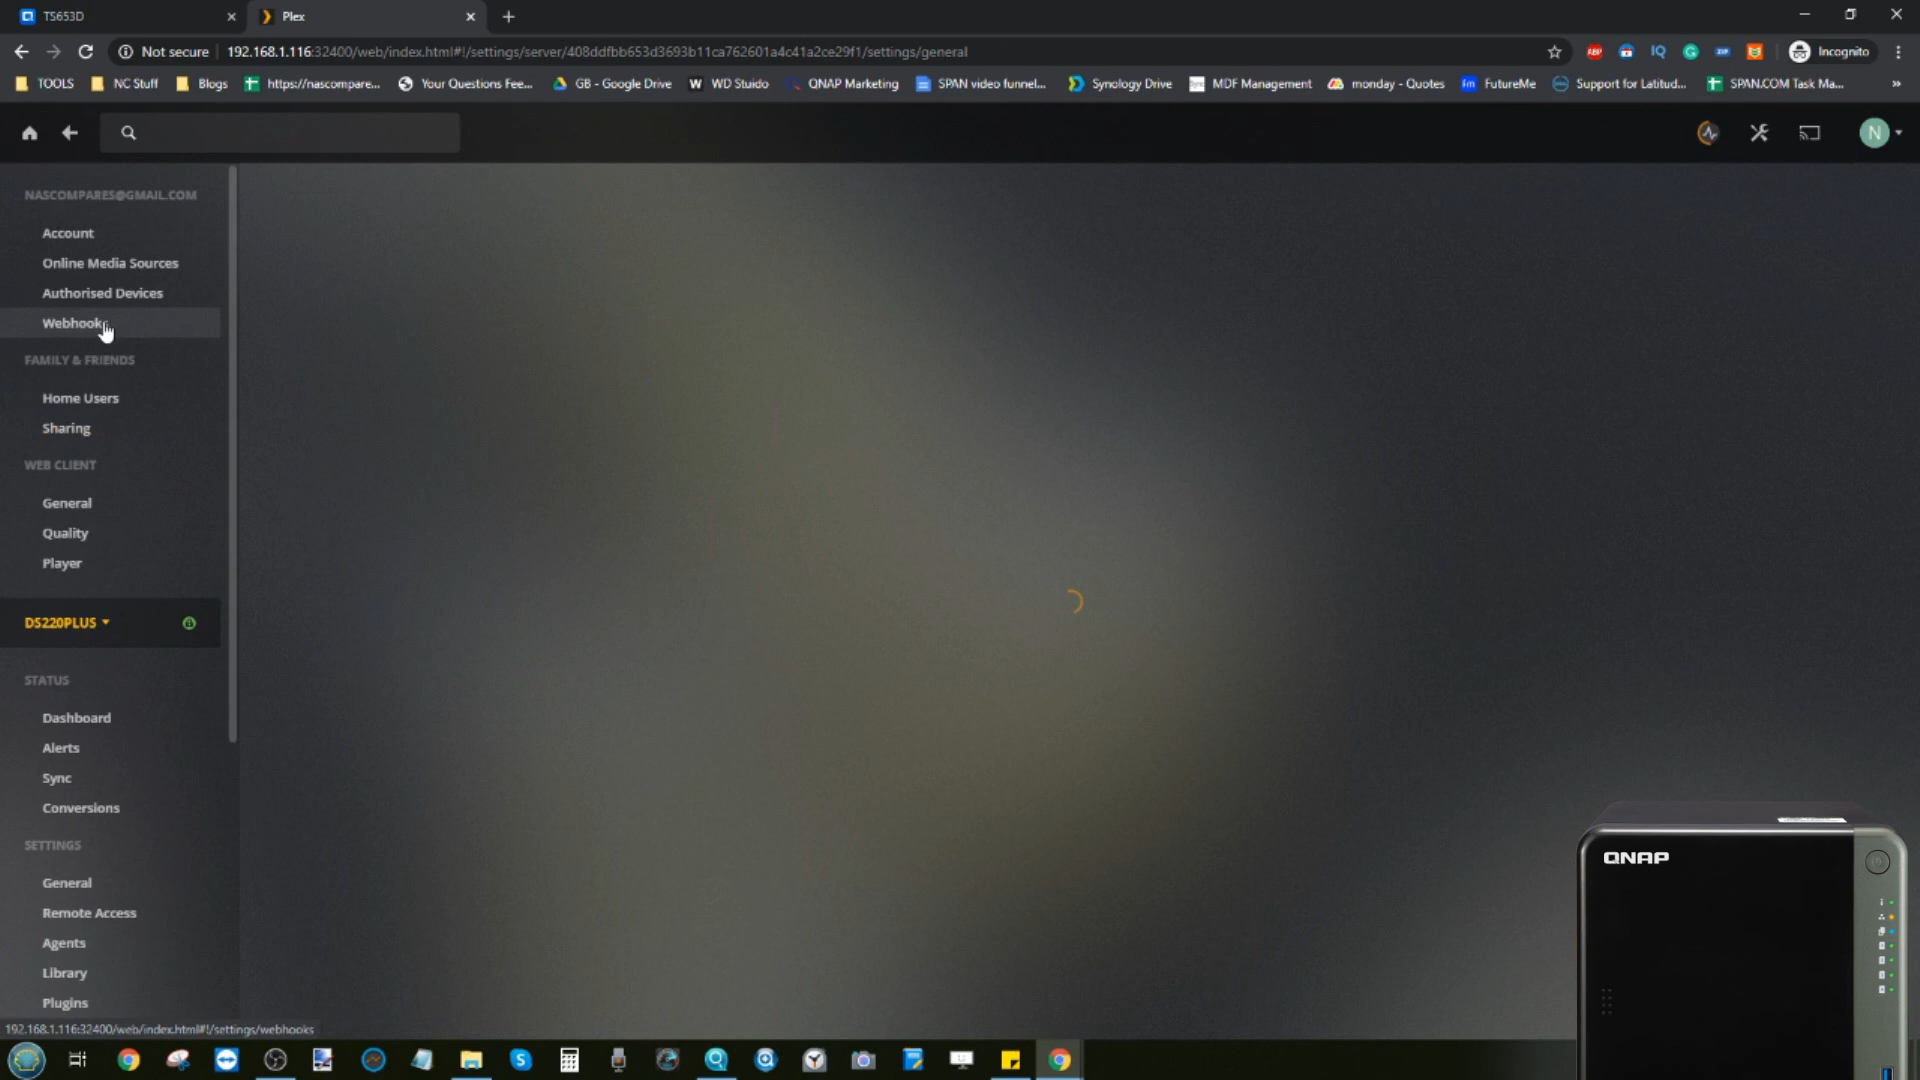 TS653D
Plex
Not secure
192.168.1.116:32400/web/index.html#!/settings/server/408ddfbb653d3693b11ca762601a4c41a2ce29f1/settings/general
Incognito
TOOLS
NC Stuff
Blogs
https://nascompare...
Your Questions Fee...
GB - Google Drive
WD Stuido
QNAP Marketing
SPAN video funnel...
Synology Drive
MDF Management
monday - Quotes
FutureMe
Support for Latitud...
SPAN.COM Task Ma...
N
NASCOMPARES@GMAIL.COM
Account
Online Media Sources
Authorised Devices
Webhooks
FAMILY & FRIENDS
Home Users
Sharing
WEB CLIENT
General
Quality
Player
DS220PLUS
STATUS
Dashboard
Alerts
Sync
Conversions
SETTINGS
General
Remote Access
Agents
Library
Plugins
192.168.1.116:32400/web/index.html#!/settings/webhooks
QNAP